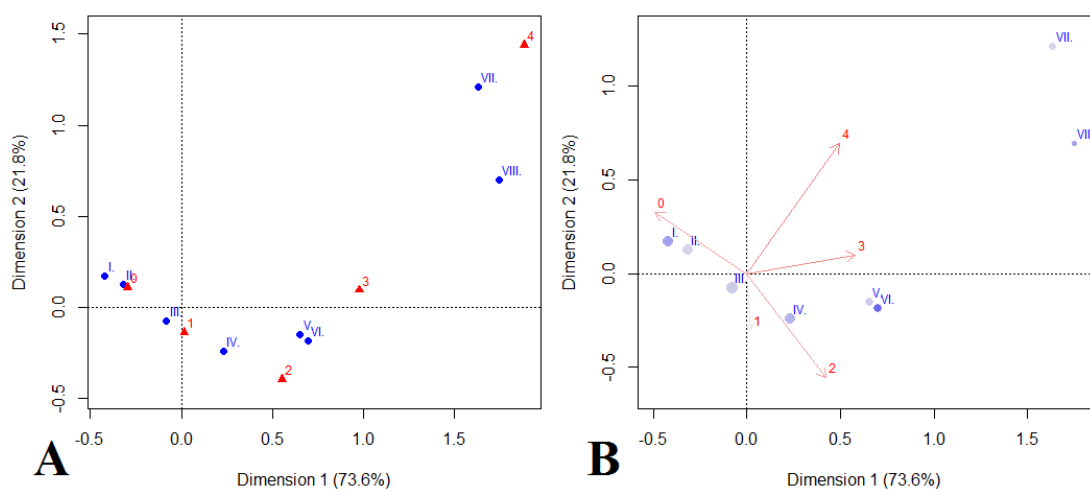 1.5
1.0
0.5
0.0
-0.5
Dimension 2 (21.8%)
4
VII.
VIII.
I.
II.
0
3
III.
1
IV.
V.
VI.
2
-0.5 0.0 0.5 1.0 1.5
Dimension 1 (73.6%)
A
1.0
0.5
0.0
-0.5
Dimension 2 (21.8%)
VII.
VII
4
0
I.
II.
3
III.
V.
VI.
IV.
1
2
-0.5 0.0 0.5 1.0 1.5
Dimension 1 (73.6%)
B